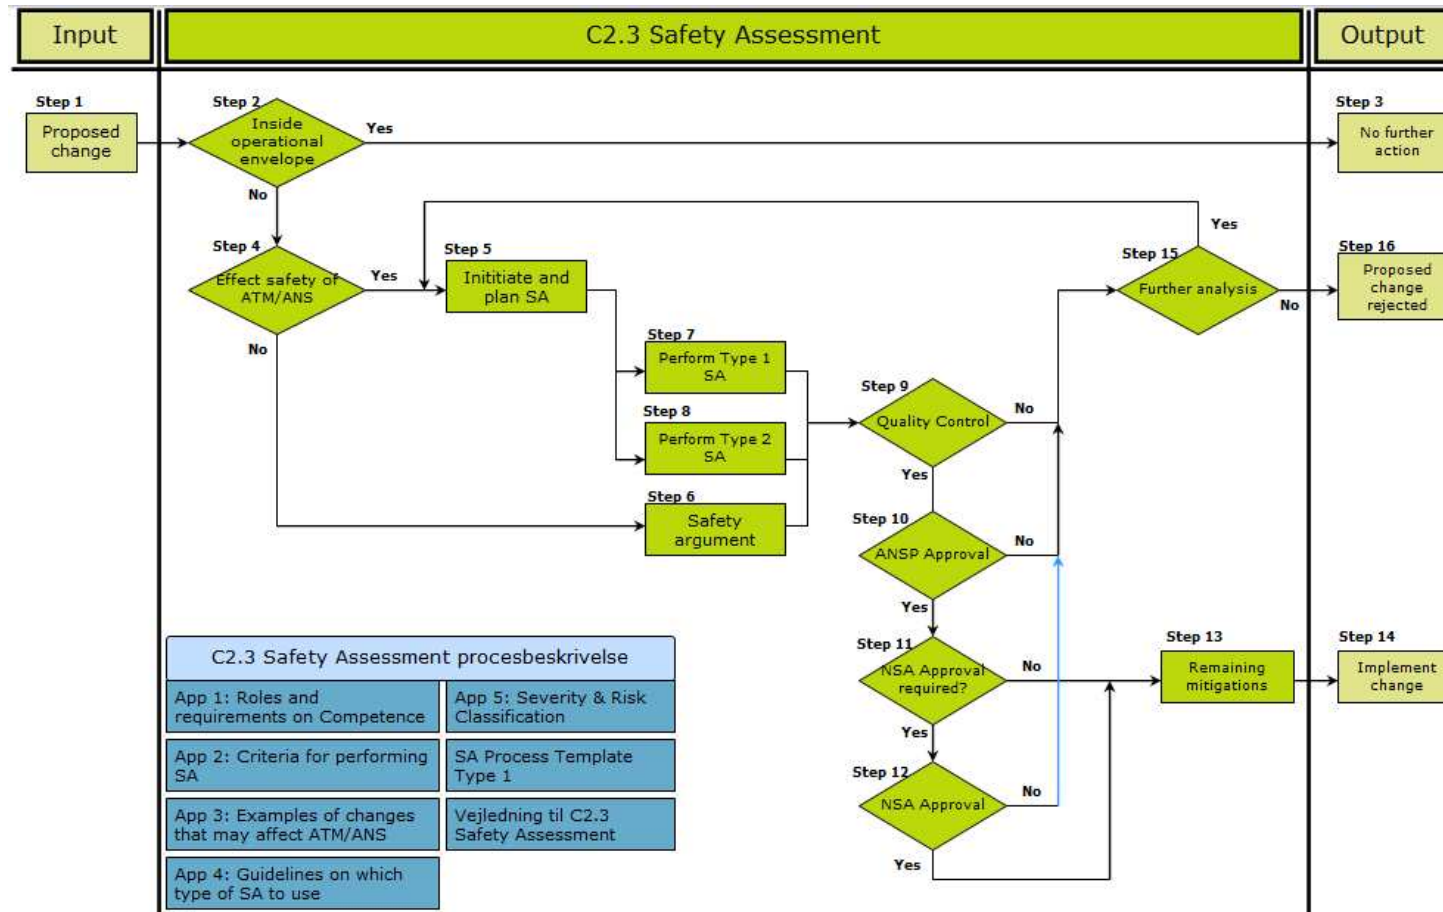 Input
C2.3 Safety Assessment
Output
Step 1
Proposed
change
Step 2
Inside
operational
envelope
Yes
No
Step 3
No further
action
Step 4
Effect safety of
ATM/ANS
Yes
No
Step 5
Inititiate and
plan SA
Step 7
Perform Type 1
SA
Step 8
Perform Type 2
SA
Step 6
Safety
argument
Step 9
Quality Control
No
Yes
Step 10
ANSP Approval
No
Yes
Step 11
NSA Approval
required?
No
Yes
Step 12
NSA Approval
No
Yes
Step 15
Further analysis
Yes
No
Step 16
Proposed
change
rejected
Step 13
Remaining
mitigations
Step 14
Implement
change
C2.3 Safety Assessment procesbeskrivelse
App 1: Roles and
requirements on Competence
App 2: Criteria for performing
SA
App 3: Examples of changes
that may affect ATM/ANS
App 4: Guidelines on which
type of SA to use
App 5: Severity & Risk
Classification
SA Process Template
Type 1
Vejledning til C2.3
Safety Assessment